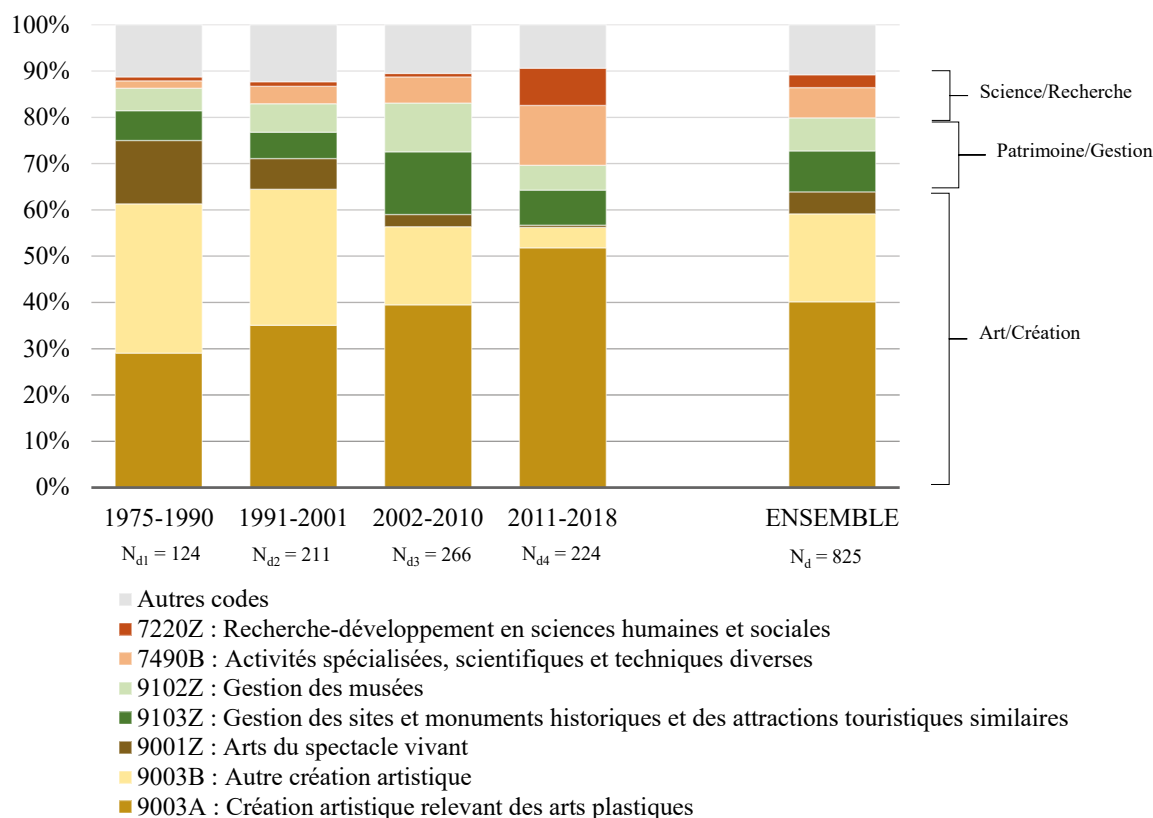 100%
90%
80%
70%
60%
50%
40%
30%
20%
10%
0%
Science/Recherche
Patrimoine/Gestion
Art/Création
1975-1990 1991-2001 2002-2010 2011-2018 ENSEMBLE
Nd1 = 124 Nd2 = 211 Nd3 = 266 Nd4 = 224 Nd = 825
Autres codes
7220Z : Recherche-développement en sciences humaines et sociales
7490B : Activités spécialisées, scientifiques et techniques diverses
9102Z : Gestion des musées
9103Z : Gestion des sites et monuments historiques et des attractions touristiques similaires
9001Z : Arts du spectacle vivant
9003B : Autre création artistique
9003A : Création artistique relevant des arts plastiques